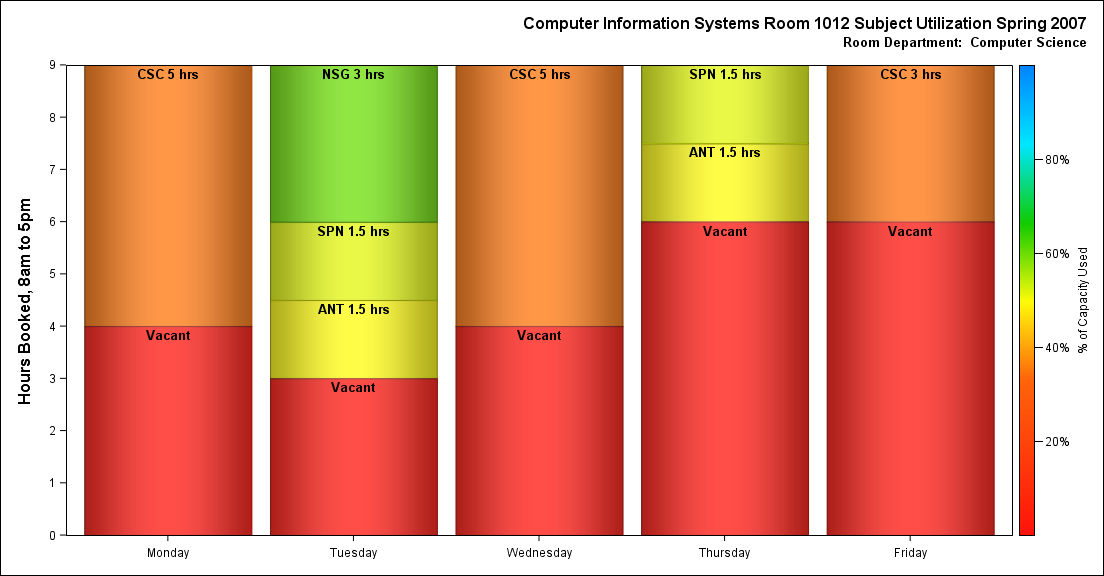 Computer Information Systems Room 1012 Subject Utilization Spring 2007
Room Department: Computer Science
Hours Booked, 8am to 5pm
9
8
7
6
5
4
3
2
1
0
CSC 5 hrs
Vacant
NSG 3 hrs
SPN 1.5 hrs
ANT 1.5 hrs
Vacant
CSC 5 hrs
Vacant
SPN 1.5 hrs
ANT 1.5 hrs
Vacant
CSC 3 hrs
Vacant
Monday
Tuesday
Wednesday
Thursday
Friday
80%
60%
40%
20%
% of Capacity Used